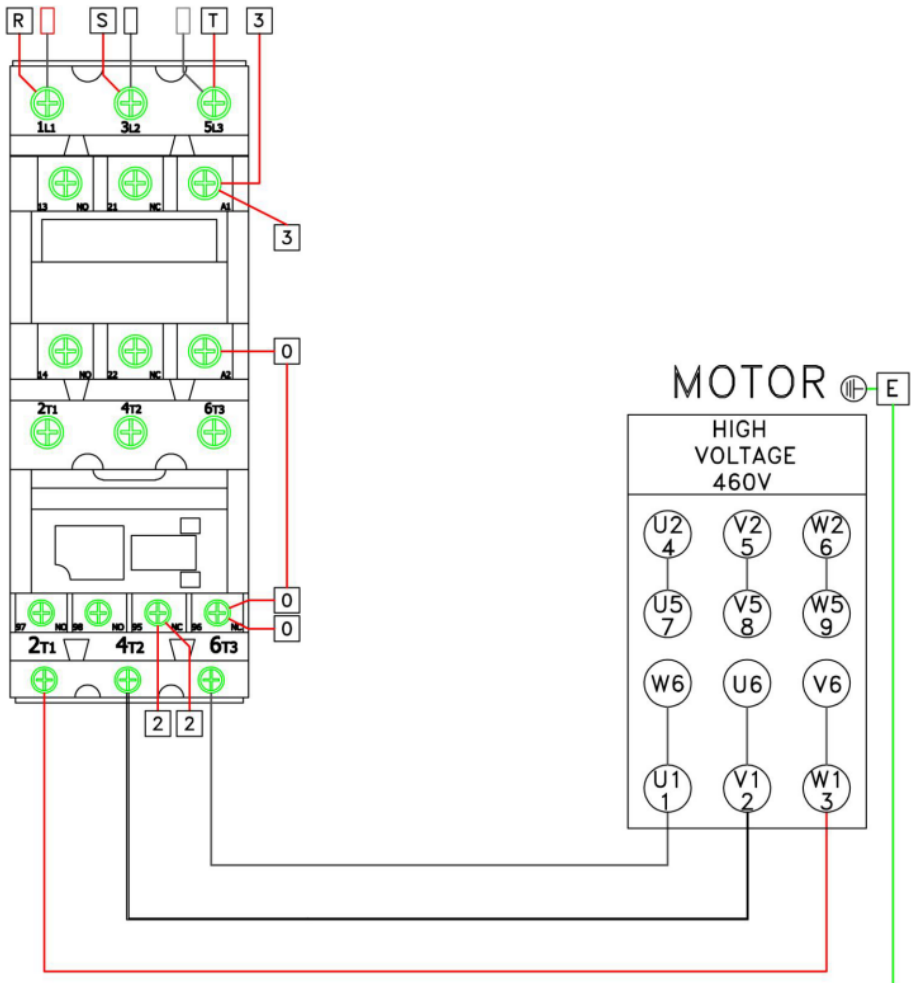 R S T 3
1L1 3L2 5L3
13 NO 21 NC A1
3
0
14 NO 22 NC A2
2T1 4T2 6T3
MOTOR E
HIGH
VOLTAGE
460V
U2 V2 W2
4 5 6
0
97 NO 98 NO 95 NC 96 NC
U5 V5 W5
7 8 9
0
2T1 4T2 6T3
W6 U6 V6
2 2
U1 V1 W1
1 2 3